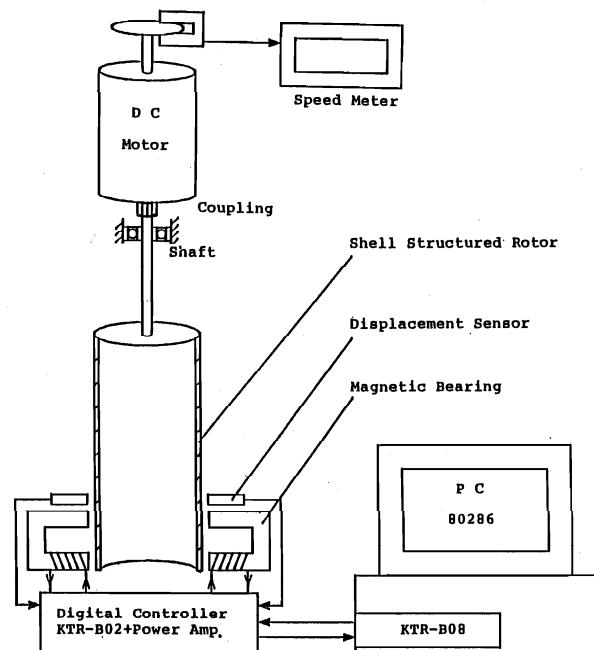 Speed Meter
D C
Motor
Coupling
Shaft
Shell Structured Rotor
Displacement Sensor
Magnetic Bearing
P C
80286
Digital Controller
KTR-B02+Power Amp.
KTR-B08